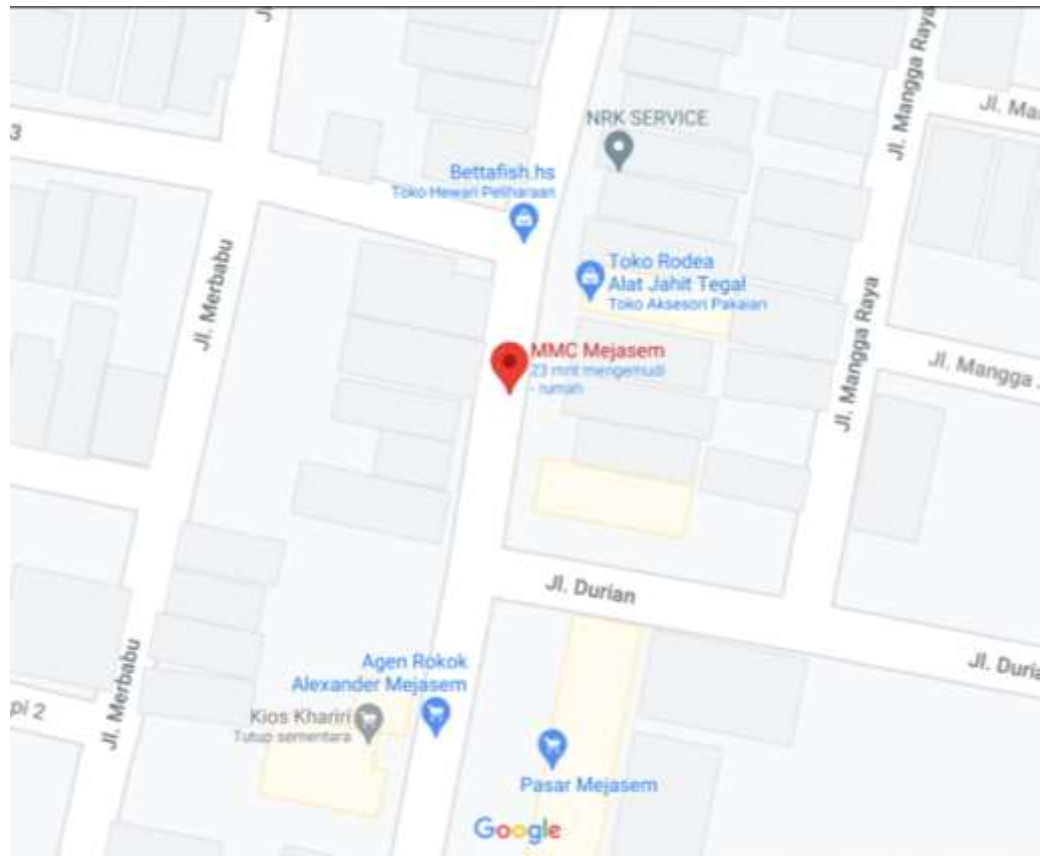 Jl.
Jl. Mangga Raya
Jl. Ma
3
NRK SERVICE
Bettafish.hs
Toko Hewan Peliharaan
Jl. Merbabu
Toko Rodea
Alat Jahit Tegal
Toko Aksesori Pakaian
Jl. Mangga Raya
MMC Mejasem
23 mnt mengemudi
- rumah
Jl. Mangga
Jl. Durian
Jl. Merbabu
Agen Rokok
Alexander Mejasem
Jl. Duria
Kios Khariri
Tutup sementara
pi 2
Pasar Mejasem
Google